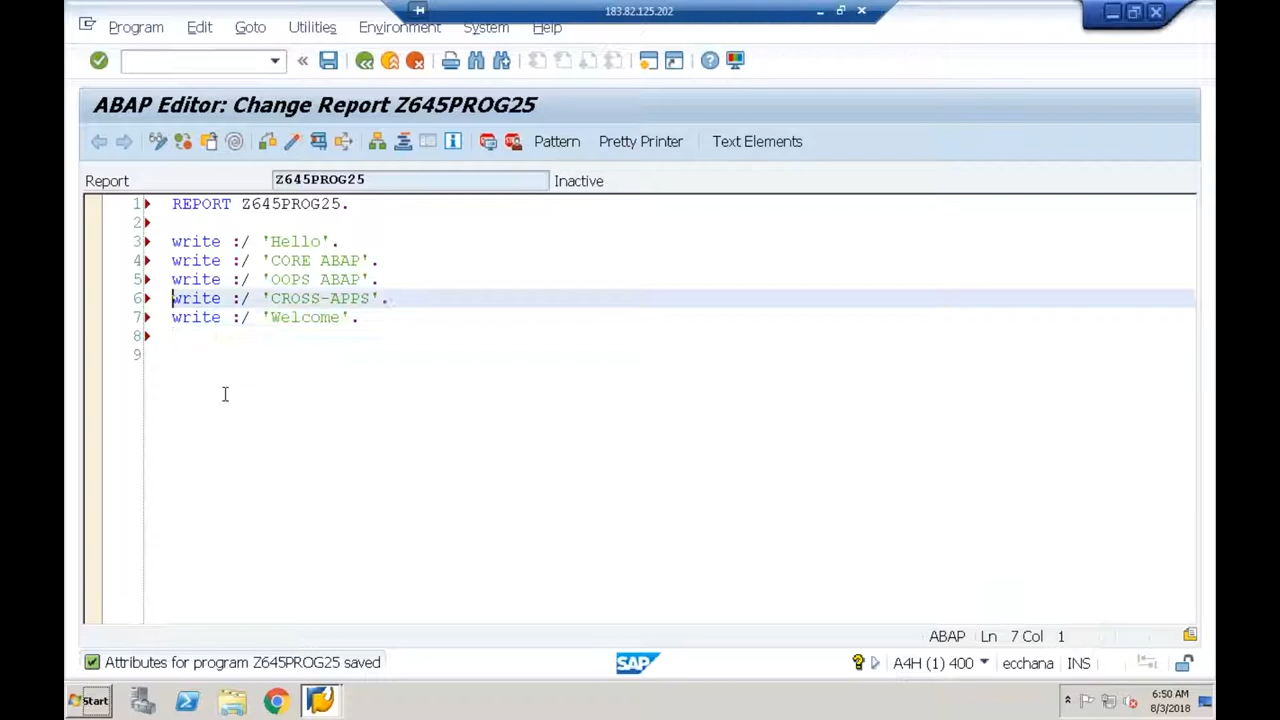 183.82.125.202
Program Edit Goto Utilities Environment System Help
ABAP Editor: Change Report Z645PROG25
Pattern Pretty Printer Text Elements
Report Z645PROG25 Inactive
1 REPORT Z645PROG25.
2
3 write :/ 'Hello'.
4 write :/ 'CORE ABAP'.
5 write :/ 'OOPS ABAP'.
6 write :/ 'CROSS-APPS'.
7 write :/ 'Welcome'.
8
9
ABAP Ln 7 Col 1
Attributes for program Z645PROG25 saved SAP A4H (1) 400 ecchana INS
Start 6:50 AM
8/3/2018